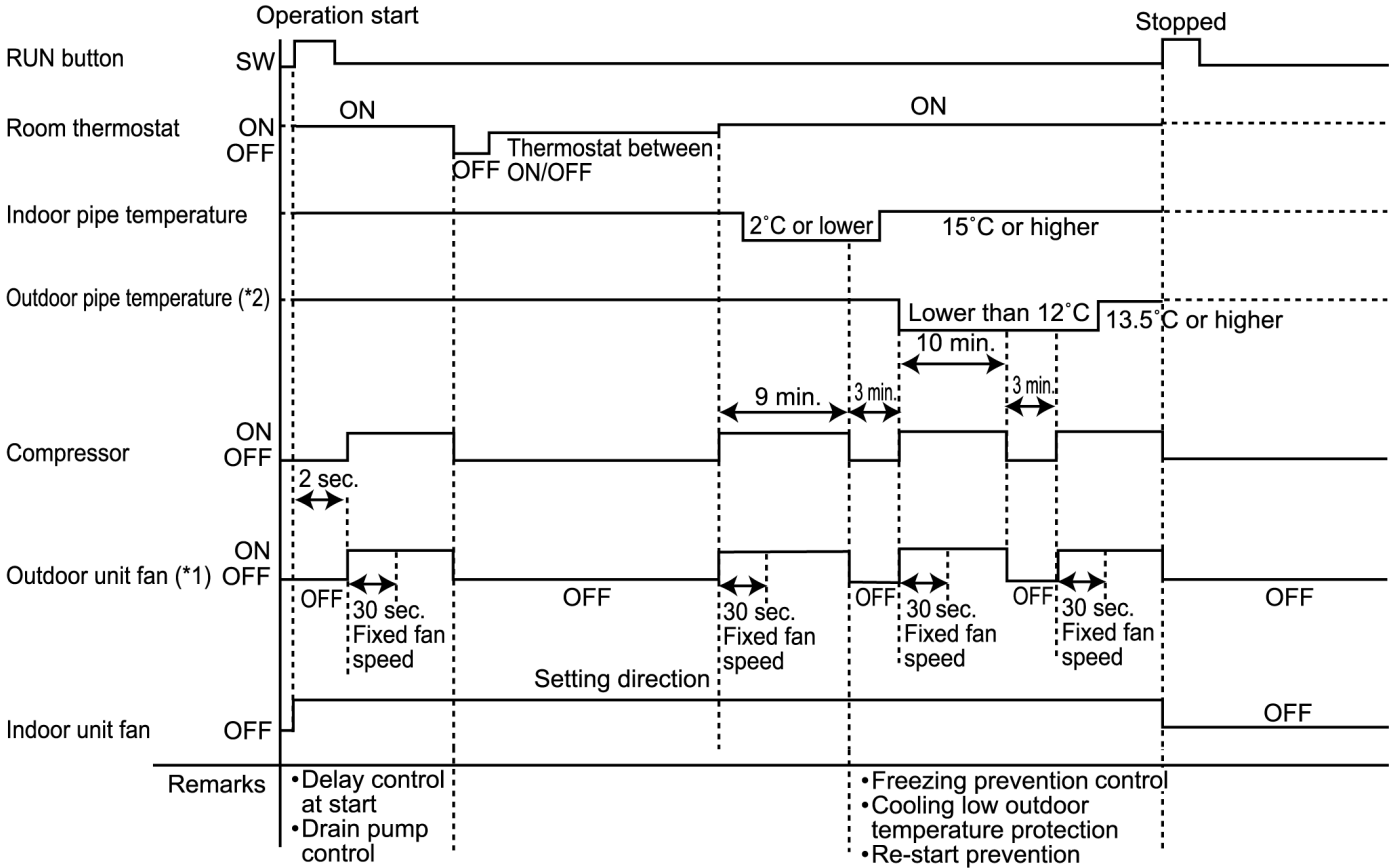 Operation start
Stopped
RUN button
SW
ON
ON
Room thermostat
ON
OFF
OFF
Thermostat between
ON/OFF
Indoor pipe temperature
2˚C or lower
15˚C or higher
Outdoor pipe temperature (*2)
Lower than 12˚C
13.5˚C or higher
10 min.
9 min.
3 min.
3 min.
Compressor
ON
OFF
2 sec.
Outdoor unit fan (*1)
ON
OFF
OFF
30 sec.
Fixed fan
speed
OFF
30 sec.
Fixed fan
speed
OFF
30 sec.
Fixed fan
speed
OFF
30 sec.
Fixed fan
speed
OFF
Setting direction
Indoor unit fan
OFF
OFF
Remarks
•Delay control
at start
•Drain pump
control
•Freezing prevention control
•Cooling low outdoor
temperature protection
•Re-start prevention